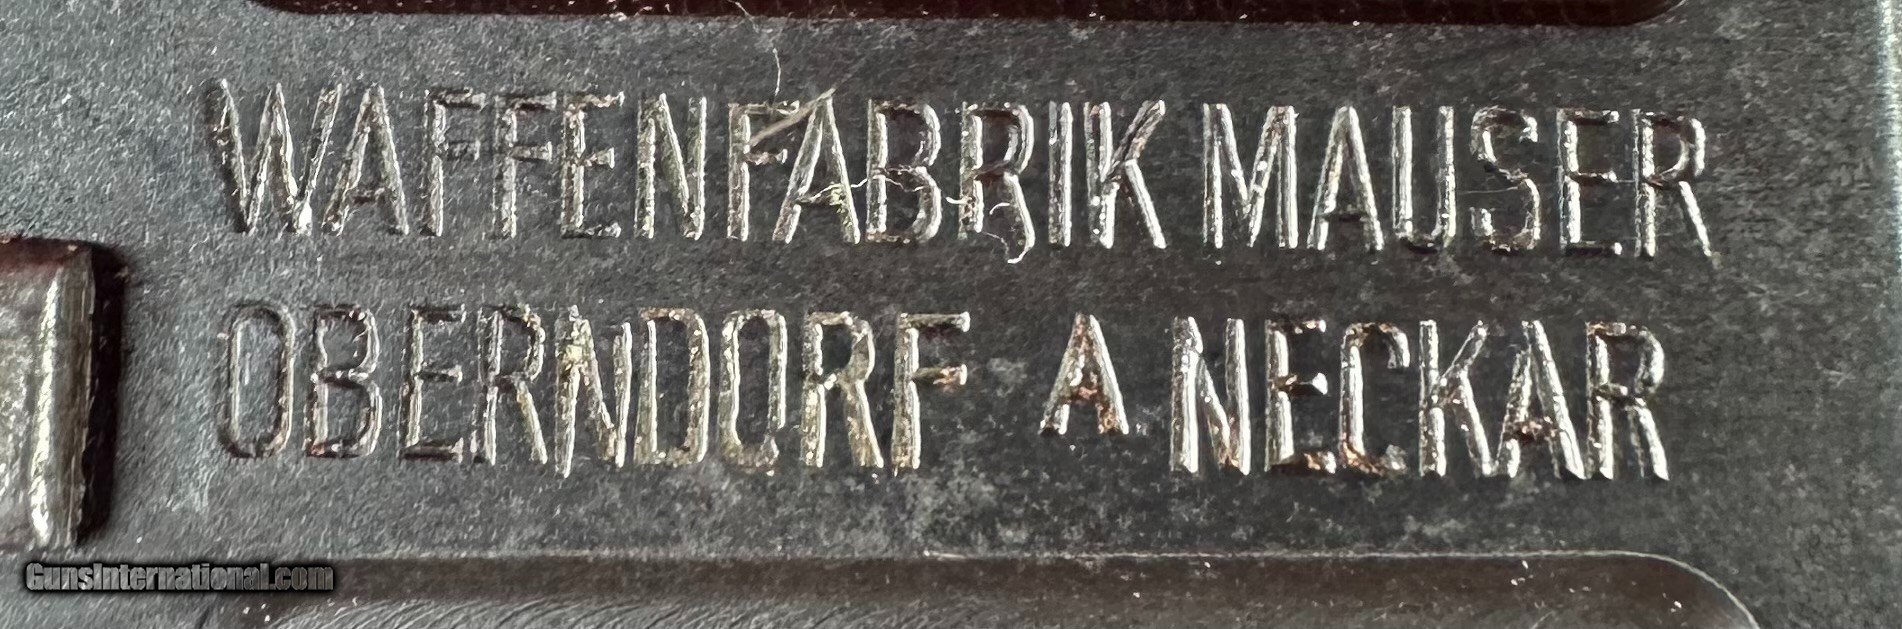 WAFFENFABRIK MAUSER
OBERNDORF A NECKAR
GunsInternational.com